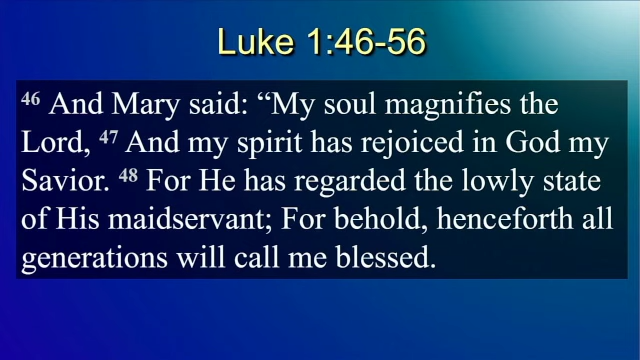 Luke 1:46-56
46 And Mary said: “My soul magnifies the
Lord, 47 And my spirit has rejoiced in God my
Savior. 48 For He has regarded the lowly state
of His maidservant; For behold, henceforth all
generations will call me blessed.